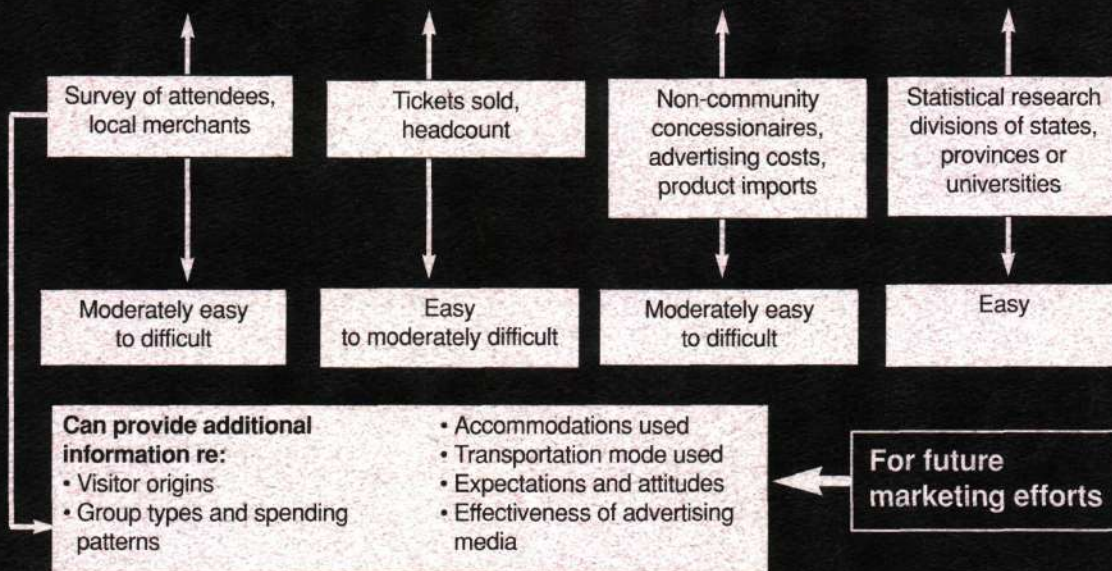 Survey of attendees,
local merchants
Tickets sold,
headcount
Non-community
concessionaires,
advertising costs,
product imports
Statistical research
divisions of states,
provinces or
universities
Moderately easy
to difficult
Easy
to moderately difficult
Moderately easy
to difficult
Easy
Can provide additional
information re:
• Visitor origins
• Group types and spending
patterns
• Accommodations used
• Transportation mode used
• Expectations and attitudes
• Effectiveness of advertising
media
For future
marketing efforts